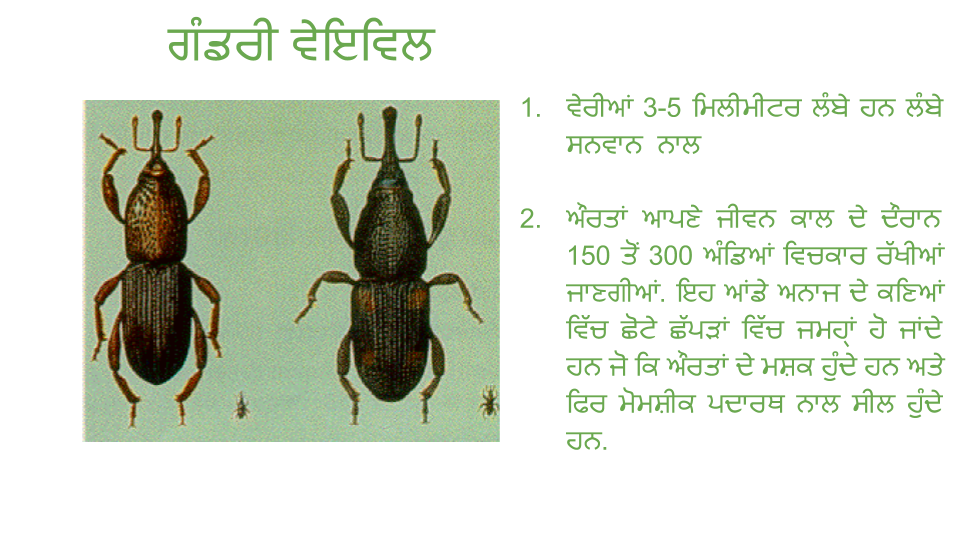 ਗੰਡਰੀ ਵੇਇਵਿਲ
1. ਵੇਰੀਆਂ 3-5 ਮਿਲੀਮੀਟਰ ਲੰਬੇ ਹਨ ਲੰਬੇ
ਸਨਵਾਨ ਨਾਲ
2. ਔਰਤਾਂ ਆਪਣੇ ਜੀਵਨ ਕਾਲ ਦੇ ਦੌਰਾਨ
150 ਤੋਂ 300 ਅੰਡਿਆਂ ਵਿਚਕਾਰ ਰੱਖੀਆਂ
ਜਾਣਗੀਆਂ. ਇਹ ਆਂਡੇ ਅਨਾਜ ਦੇ ਕਣਿਆਂ
ਵਿੱਚ ਛੋਟੇ ਛੱਪੜਾਂ ਵਿੱਚ ਜਮਹ੍ਾਂ ਹੋ ਜਾਂਦੇ
ਹਨ ਜੋ ਕਿ ਔਰਤਾਂ ਦੇ ਮਸ਼ਕ ਹੁੰਦੇ ਹਨ ਅਤੇ
ਫਿਰ ਮੋਮਸ਼ੀਕ ਪਦਾਰਥ ਨਾਲ ਸੀਲ ਹੁੰਦੇ
ਹਨ.